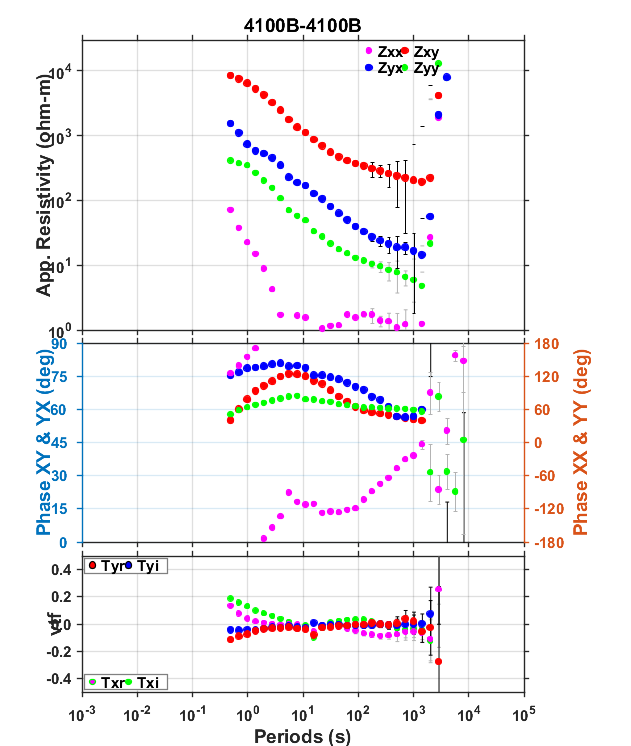 4100B-4100B
Zxx Zxy
Zyx Zyy
10^4
10^3
10^2
10^1
10^0
App. Resistivity (ohm-m)
90
75
60
45
30
15
0
Phase XY & YX (deg)
180
120
60
0
-60
-120
-180
Phase XX & YY (deg)
Tyr Tyi
0.4
0.2
0.0
-0.2
-0.4
vtf
Txr Txi
10^-3 10^-2 10^-1 10^0 10^1 10^2 10^3 10^4 10^5
Periods (s)